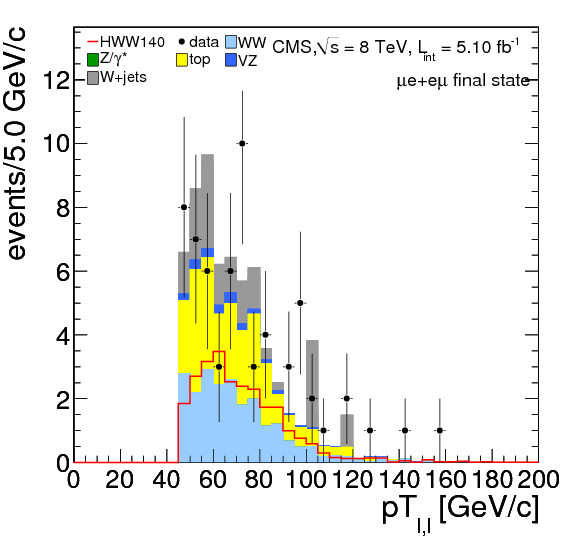 HWW140 data WW CMS,√s = 8 TeV, L_int = 5.10 fb⁻¹
Z/γ* top VZ
W+jets μe+eμ final state
events/5.0 GeV/c
12
10
8
6
4
2
0
0 20 40 60 80 100 120 140 160 180 200
pT_l,l [GeV/c]